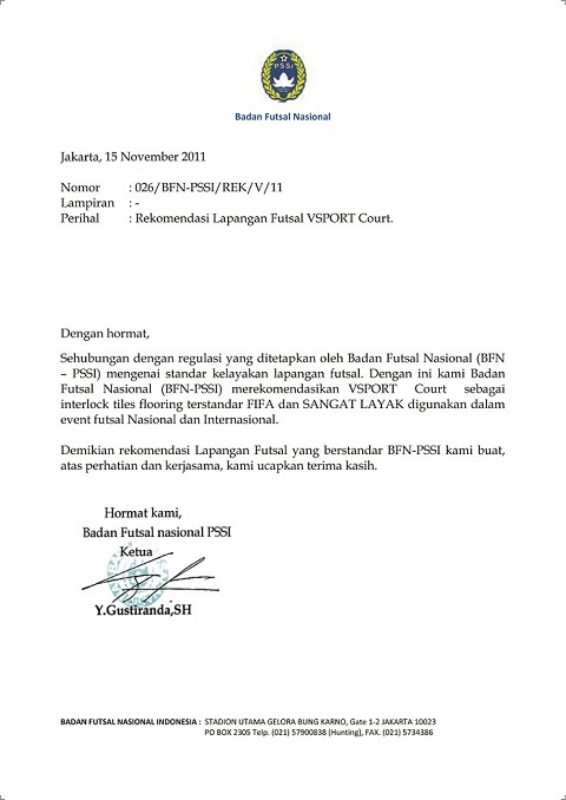 PSSI
Badan Futsal Nasional
Jakarta, 15 November 2011
Nomor : 026/BFN-PSSI/REK/V/11
Lampiran : -
Perihal : Rekomendasi Lapangan Futsal VSPORT Court.
Dengan hormat,
Sehubungan dengan regulasi yang ditetapkan oleh Badan Futsal Nasional (BFN
– PSSI) mengenai standar kelayakan lapangan futsal. Dengan ini kami Badan
Futsal Nasional (BFN-PSSI) merekomendasikan VSPORT Court sebagai
interlock tiles flooring terstandar FIFA dan SANGAT LAYAK digunakan dalam
event futsal Nasional dan Internasional.
Demikian rekomendasi Lapangan Futsal yang berstandar BFN-PSSI kami buat,
atas perhatian dan kerjasama, kami ucapkan terima kasih.
Hormat kami,
Badan Futsal nasional PSSI
Ketua
Y.Gustiranda,SH
BADAN FUTSAL NASIONAL INDONESIA : STADION UTAMA GELORA BUNG KARNO, Gate 1-2 JAKARTA 10023
PO BOX 2305 Telp. (021) 57900838 (Hunting), FAX. (021) 5734386